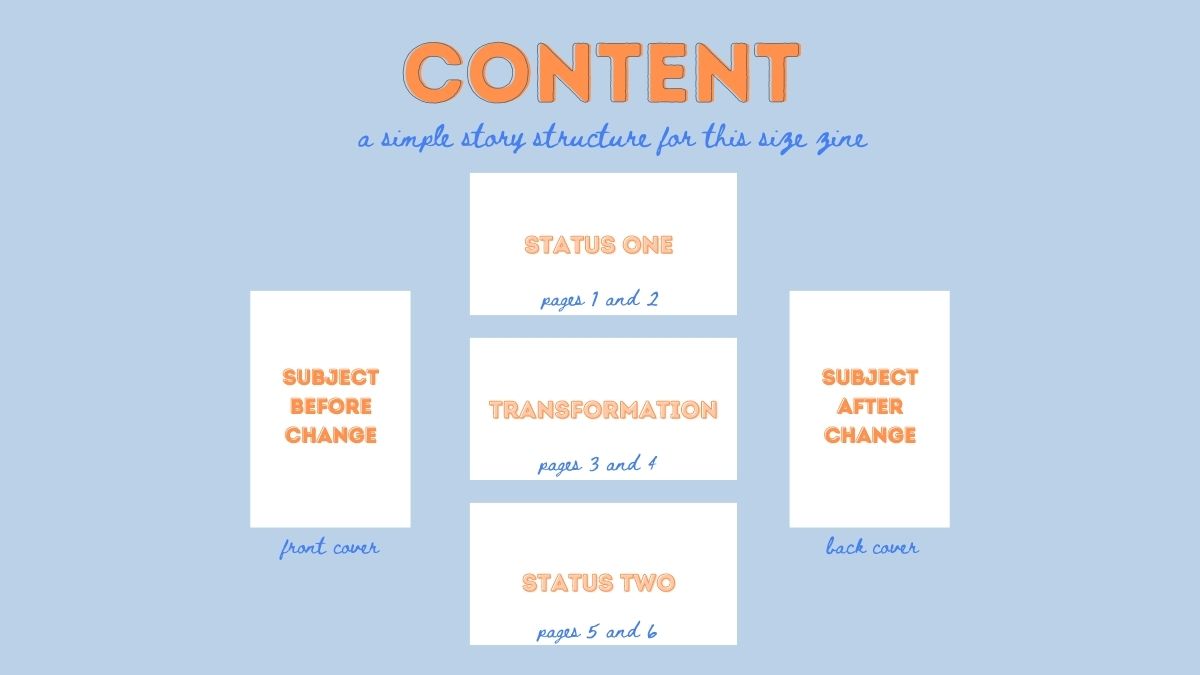 CONTENT
a simple story structure for this size zine
STATUS ONE
pages 1 and 2
SUBJECT
BEFORE
CHANGE
front cover
TRANSFORMATION
pages 3 and 4
SUBJECT
AFTER
CHANGE
back cover
STATUS TWO
pages 5 and 6